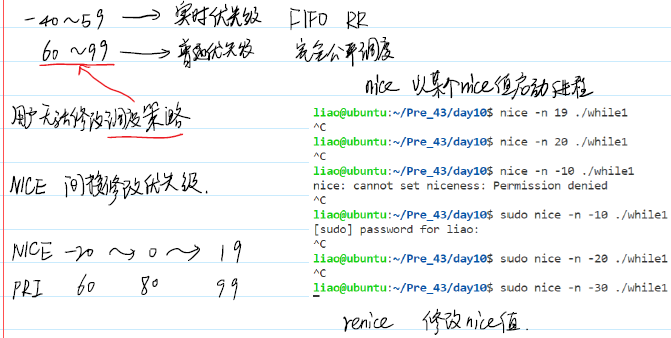 -40~59 → 实时优先级 FIFO RR
60~99 → 普通优先级 完全公平调度
用户无法修改调度策略
NICE 间接修改优先级.
NICE -20 ~> 0 ~> 19
PRI 60 80 99
nice 以某个nice值启动进程
liao@ubuntu:~/Pre_43/day10$ nice -n 19 ./while1
^C
liao@ubuntu:~/Pre_43/day10$ nice -n 20 ./while1
^C
liao@ubuntu:~/Pre_43/day10$ nice -n -10 ./while1
nice: cannot set niceness: Permission denied
^C
liao@ubuntu:~/Pre_43/day10$ sudo nice -n -10 ./while1
[sudo] password for liao:
^C
liao@ubuntu:~/Pre_43/day10$ sudo nice -n -20 ./while1
^C
liao@ubuntu:~/Pre_43/day10$ sudo nice -n -30 ./while1
renice 修改nice值.